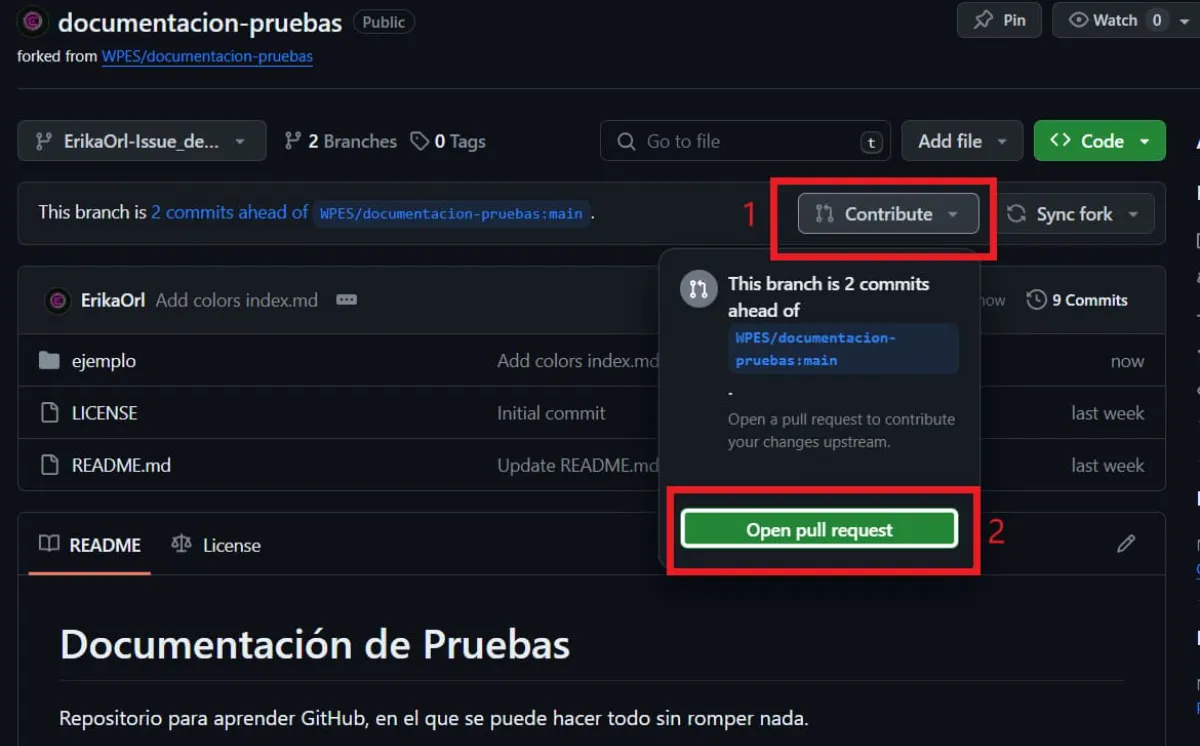 documentacion-pruebas Public Pin Watch 0
forked from WPES/documentacion-pruebas
ErikaOrl-Issue_de... 2 Branches 0 Tags Go to file t Add file Code
This branch is 2 commits ahead of WPES/documentacion-pruebas:main . 1 Contribute Sync fork
This branch is 2 commits
ahead of
WPES/documentacion-
pruebas:main
.
Open a pull request to contribute
your changes upstream.
Open pull request 2
ErikaOrl Add colors index.md now 9 Commits
ejemplo Add colors index.md now
LICENSE Initial commit last week
README.md Update README.md last week
README License
Documentación de Pruebas
Repositorio para aprender GitHub, en el que se puede hacer todo sin romper nada.